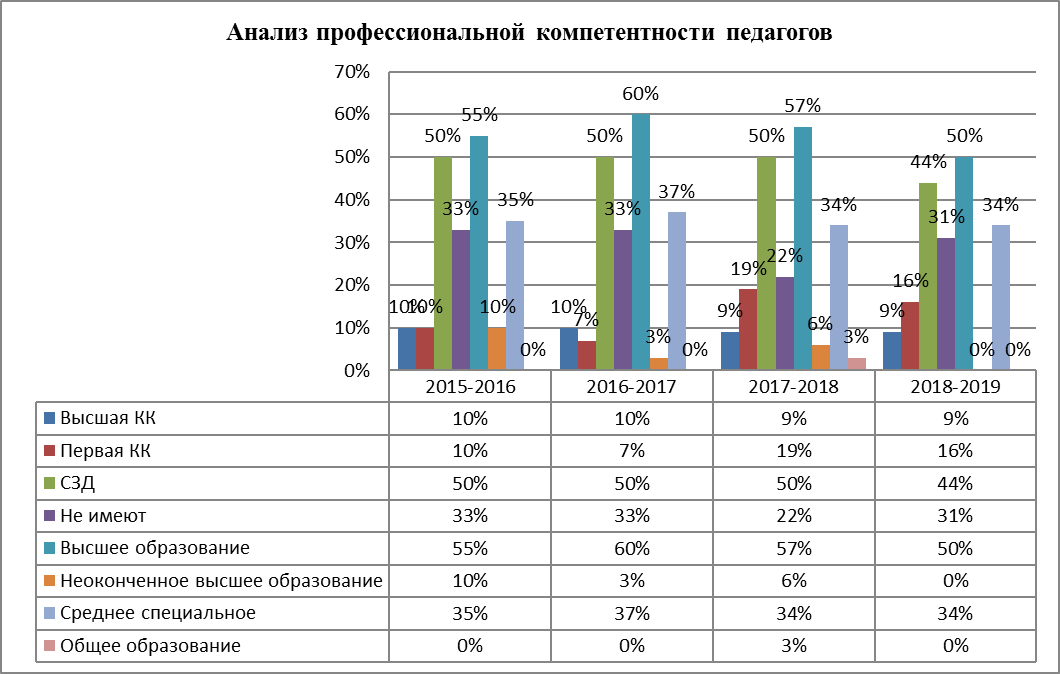 Анализ профессиональной компетентности педагогов
70%
60%
50%
40%
30%
20%
10%
0%
10% 10% 50% 33% 55% 10% 35% 0%
10% 7% 50% 33% 60% 3% 37% 0%
9% 19% 50% 22% 57% 6% 34% 3%
9% 16% 44% 31% 50% 0% 34% 0%
2015-2016 2016-2017 2017-2018 2018-2019
Высшая КК 10% 10% 9% 9%
Первая КК 10% 7% 19% 16%
СЗД 50% 50% 50% 44%
Не имеют 33% 33% 22% 31%
Высшее образование 55% 60% 57% 50%
Неоконченное высшее образование 10% 3% 6% 0%
Среднее специальное 35% 37% 34% 34%
Общее образование 0% 0% 3% 0%